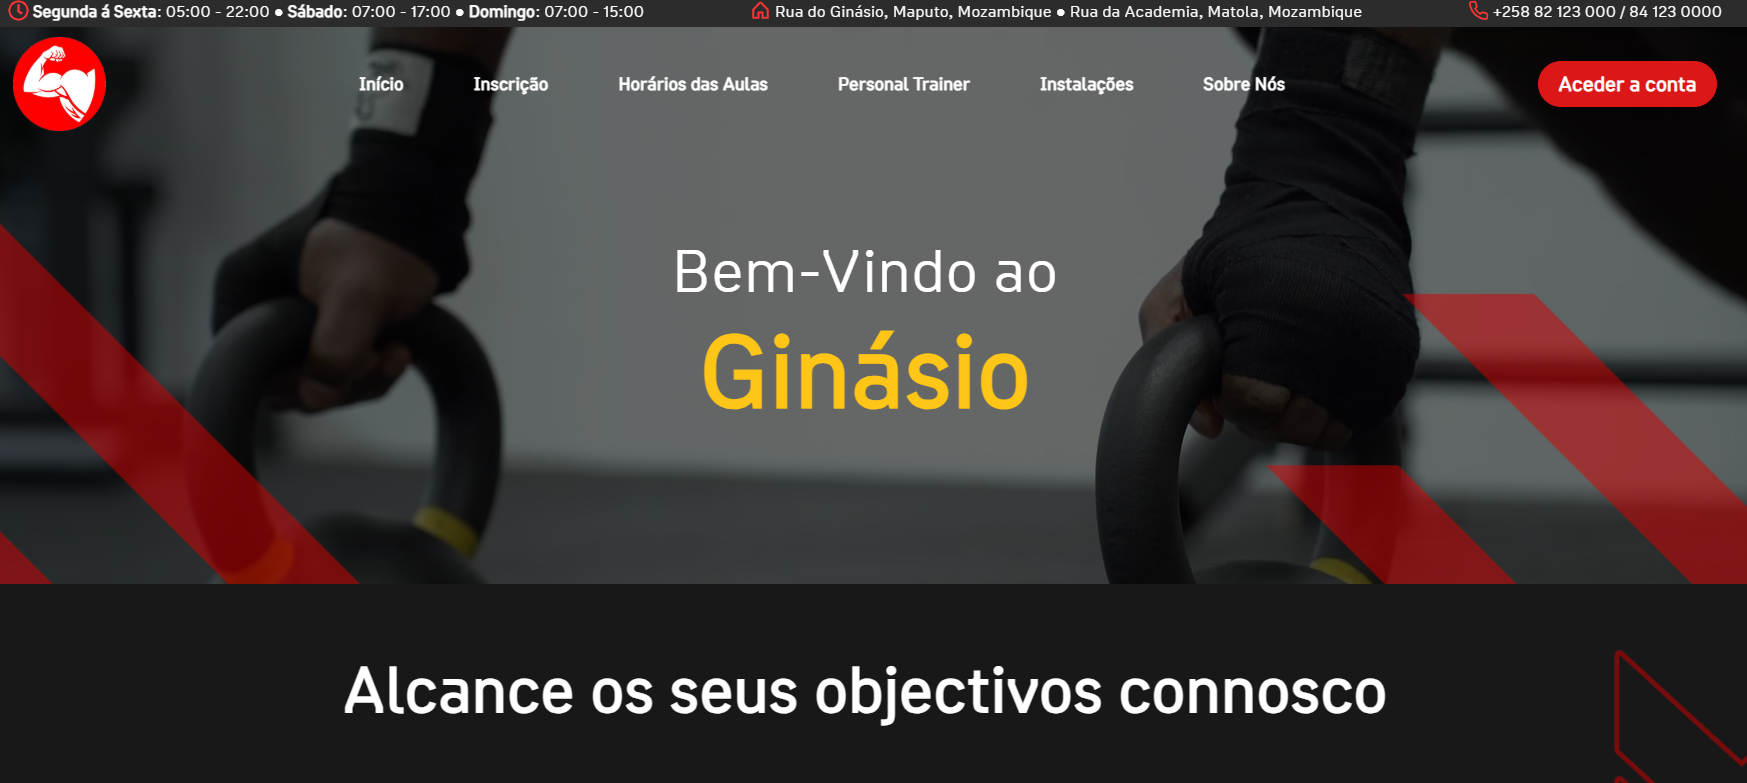 Segunda á Sexta: 05:00 - 22:00 ● Sábado: 07:00 - 17:00 ● Domingo: 07:00 - 15:00
Rua do Ginásio, Maputo, Mozambique ● Rua da Academia, Matola, Mozambique
+258 82 123 000 / 84 123 0000
Início
Inscrição
Horários das Aulas
Personal Trainer
Instalações
Sobre Nós
Aceder a conta
Bem-Vindo ao
Ginásio
Alcance os seus objectivos connosco